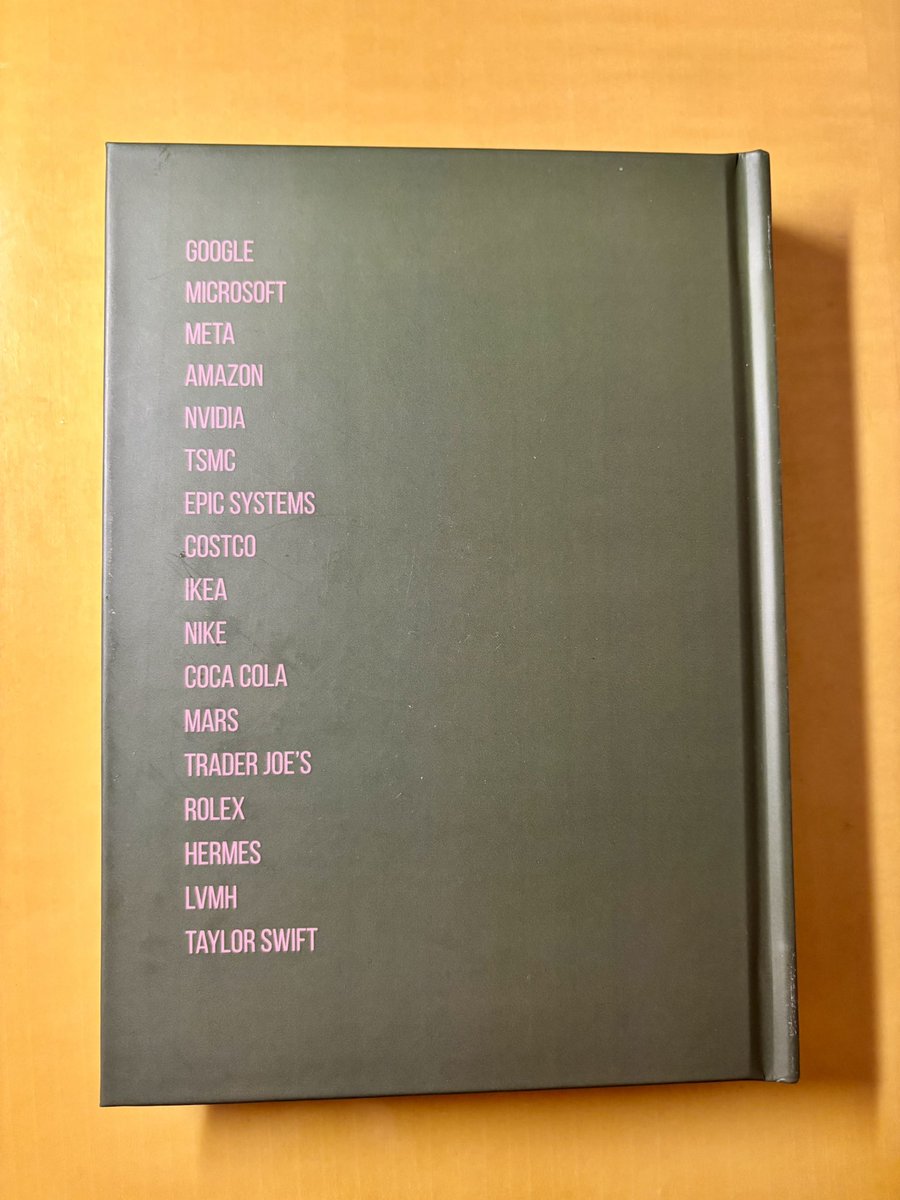 GOOGLE
MICROSOFT
META
AMAZON
NVIDIA
TSMC
EPIC SYSTEMS
COSTCO
IKEA
NIKE
COCA COLA
MARS
TRADER JOE'S
ROLEX
HERMES
LVMH
TAYLOR SWIFT